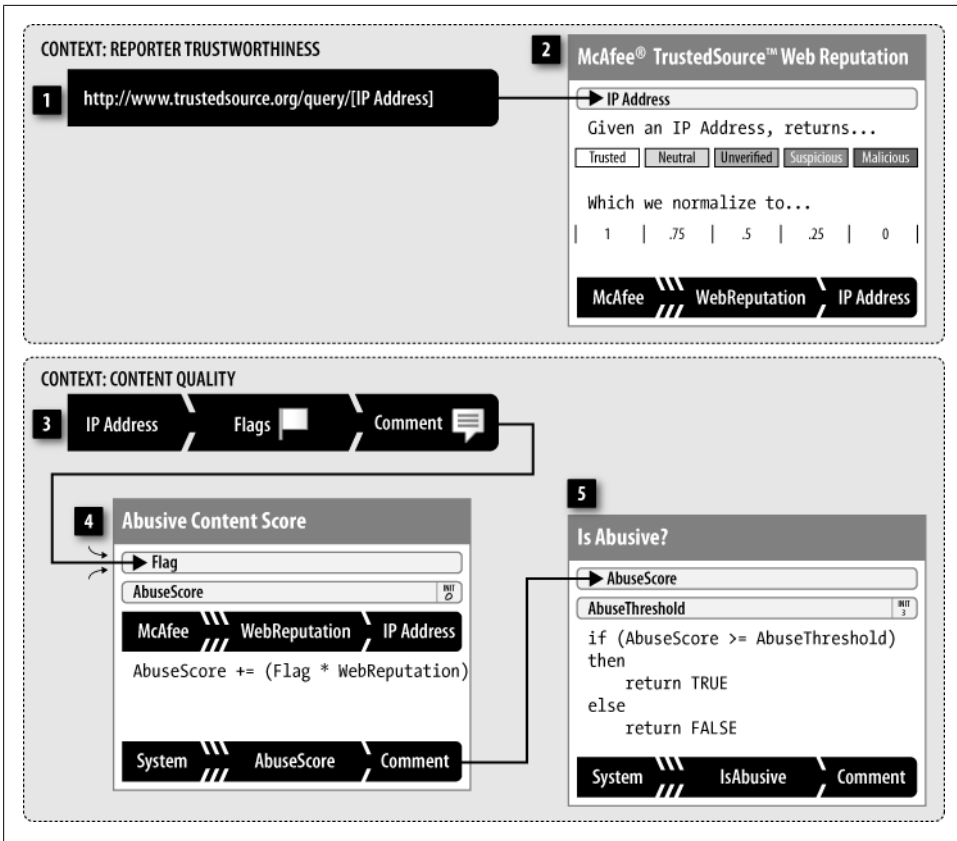 CONTEXT: REPORTER TRUSTWORTHINESS
1
http://www.trustedsource.org/query/[IP Address]
2
McAfee® TrustedSource™ Web Reputation
IP Address
Given an IP Address, returns...
Trusted Neutral Unverified Suspicious Malicious
Which we normalize to...
1 .75 .5 .25 0
McAfee WebReputation IP Address
CONTEXT: CONTENT QUALITY
3
IP Address Flags Comment
4
Abusive Content Score
Flag
AbuseScore INIT 0
McAfee WebReputation IP Address
AbuseScore += (Flag * WebReputation)
System AbuseScore Comment
5
Is Abusive?
AbuseScore
AbuseThreshold INIT 3
if (AbuseScore >= AbuseThreshold)
then
return TRUE
else
return FALSE
System IsAbusive Comment